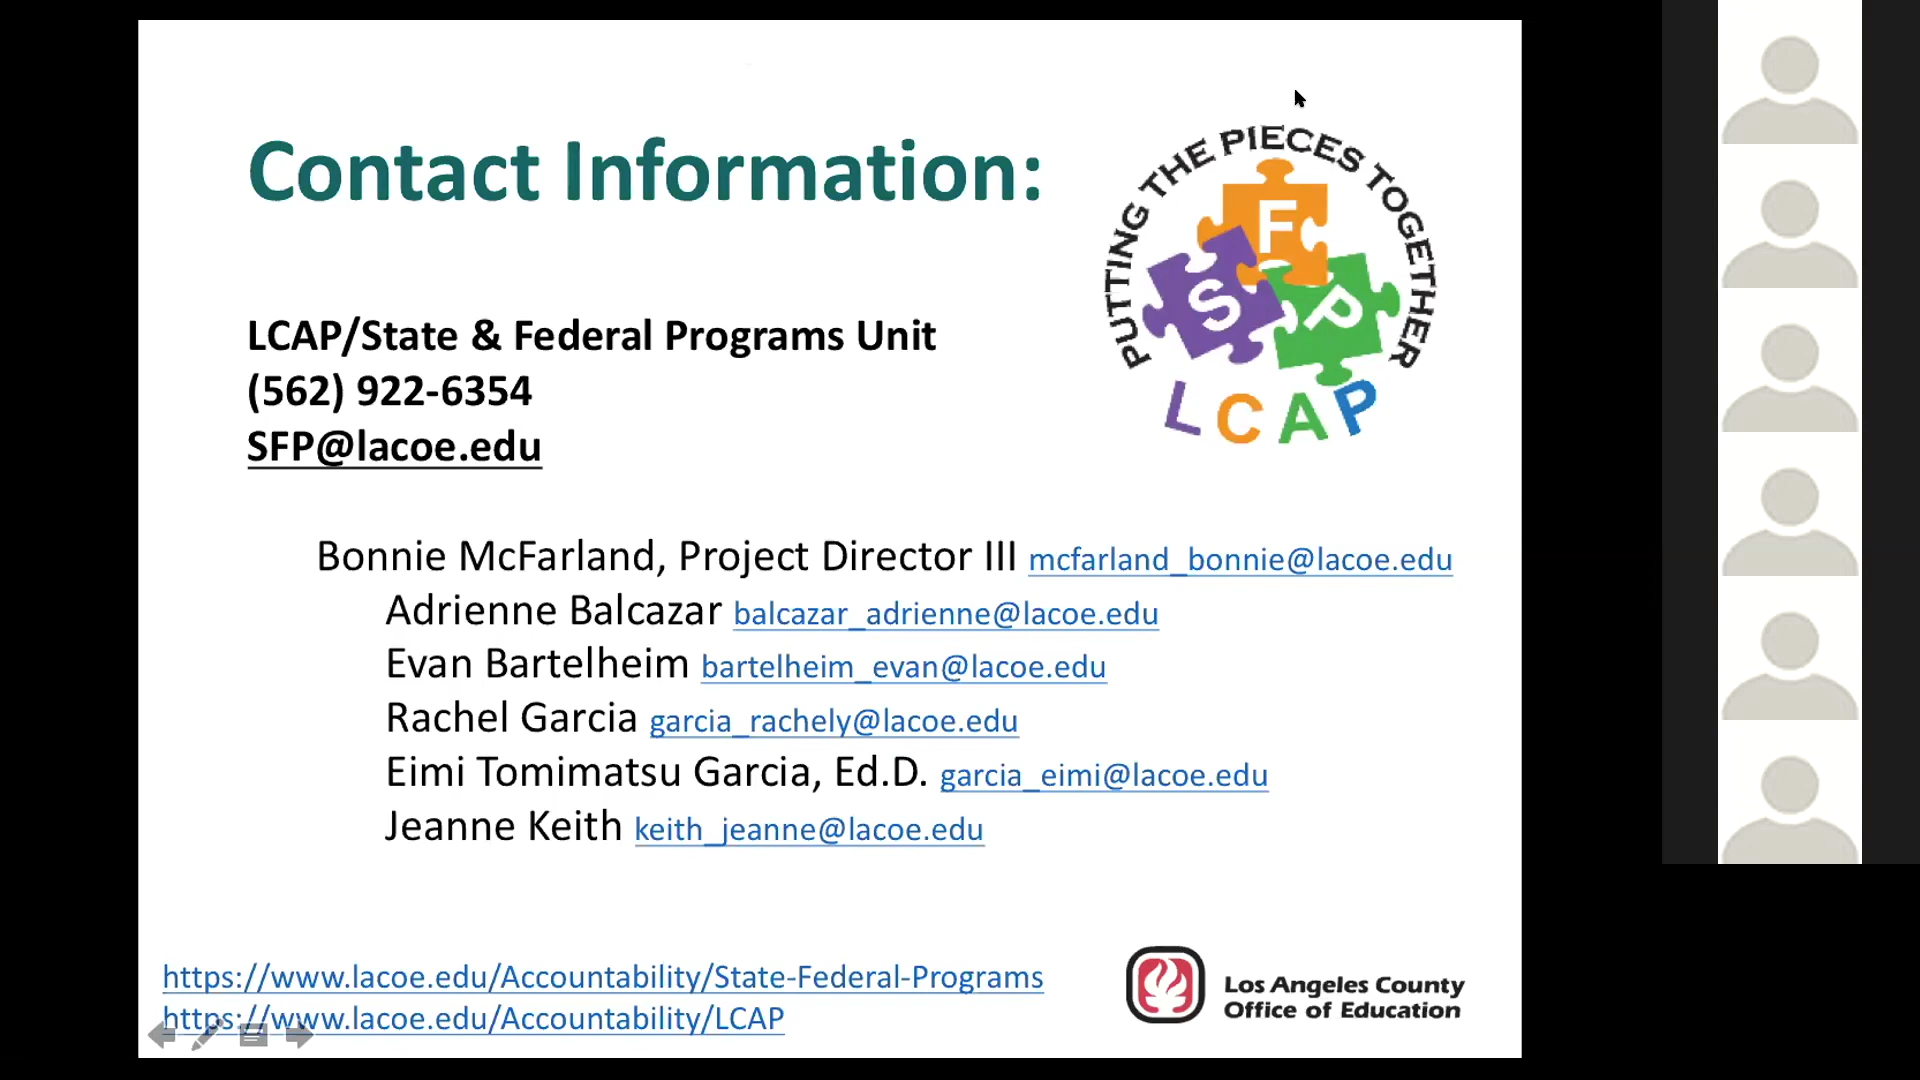 Contact Information:
PUTTING THE PIECES TOGETHER
F
S
P
LCAP
LCAP/State & Federal Programs Unit
(562) 922-6354
SFP@lacoe.edu
Bonnie McFarland, Project Director III mcfarland_bonnie@lacoe.edu
Adrienne Balcazar balcazar_adrienne@lacoe.edu
Evan Bartelheim bartelheim_evan@lacoe.edu
Rachel Garcia garcia_rachely@lacoe.edu
Eimi Tomimatsu Garcia, Ed.D. garcia_eimi@lacoe.edu
Jeanne Keith keith_jeanne@lacoe.edu
https://www.lacoe.edu/Accountability/State-Federal-Programs
https://www.lacoe.edu/Accountability/LCAP
Los Angeles County
Office of Education